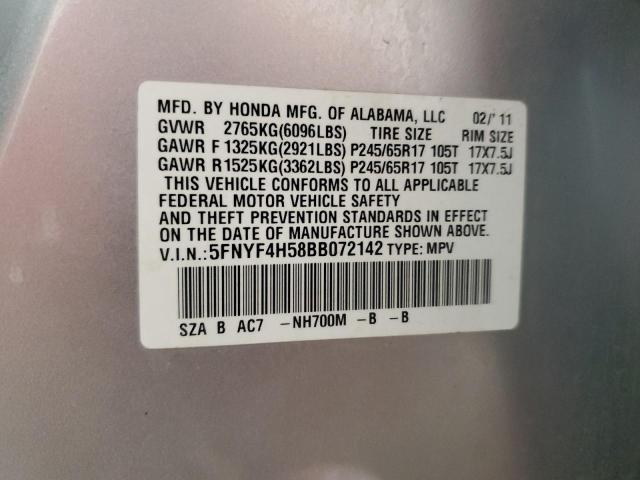 MFD. BY HONDA MFG. OF ALABAMA, LLC 02/'11
GVWR 2765KG(6096LBS) TIRE SIZE RIM SIZE
GAWR F 1325KG(2921LBS) P245/65R17 105T 17X7.5J
GAWR R1525KG(3362LBS) P245/65R17 105T 17X7.5J
THIS VEHICLE CONFORMS TO ALL APPLICABLE
FEDERAL MOTOR VEHICLE SAFETY
AND THEFT PREVENTION STANDARDS IN EFFECT
ON THE DATE OF MANUFACTURE SHOWN ABOVE.
V.I.N.: 5FNYF4H58BB072142 TYPE: MPV
SZA B AC7 -NH700M -B -B